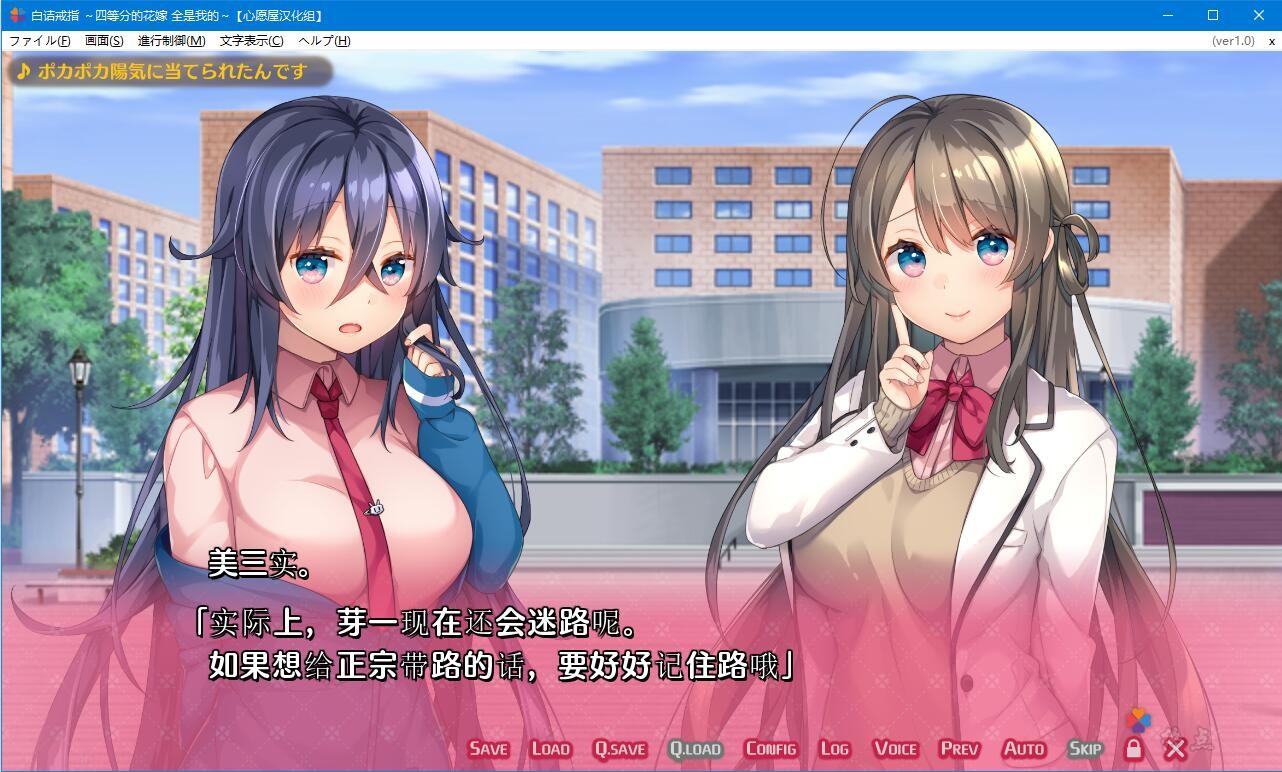 白诘戒指 ～四等分的花嫁 全是我的～【心愿屋汉化组】
ファイル(F) 画面(S) 進行制御(M) 文字表示(C) ヘルプ(H) (ver1.0) x
♪ ポカポカ陽気に当てられたんです
美三实。
「实际上，芽一现在还会迷路呢。
如果想给正宗带路的话，要好好记住路哦」
SAVE LOAD Q.SAVE Q.LOAD CONFIG LOG VOICE PREV AUTO SKIP